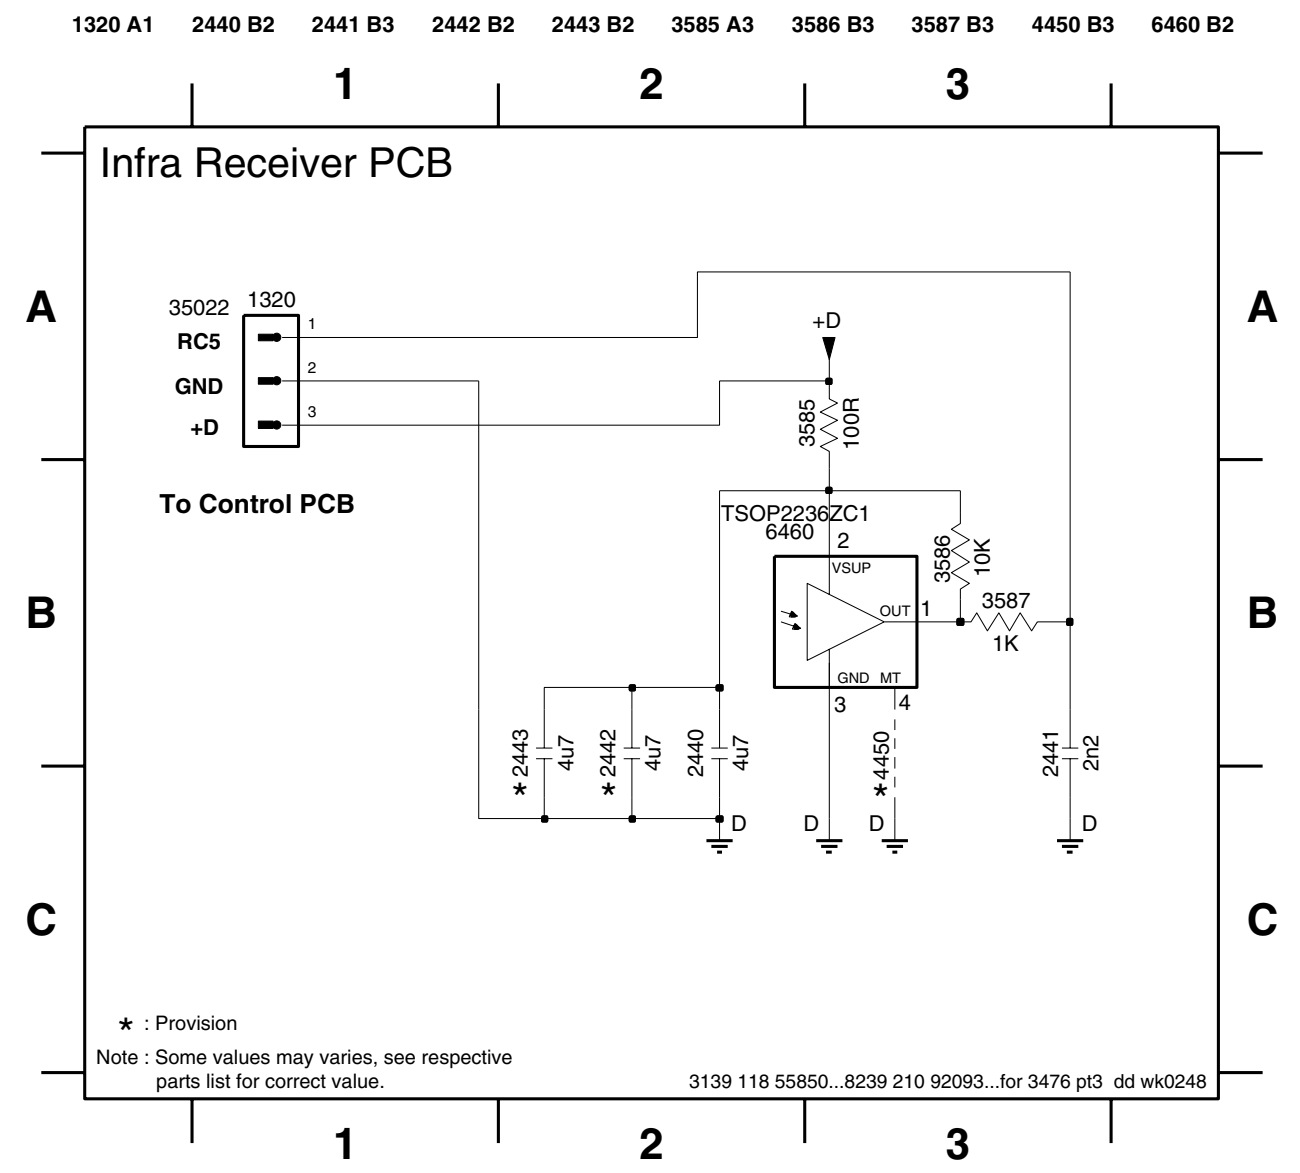 1320 A1 2440 B2 2441 B3 2442 B2 2443 B2 3585 A3 3586 B3 3587 B3 4450 B3 6460 B2
1 2 3
Infra Receiver PCB
A A
35022 1320
RC5 1
GND 2
+D 3
To Control PCB
+D
3585 100R
TSOP2236ZC1
6460
2
VSUP
3586 10K
B B
OUT 1
3587
1K
GND MT
3 4
*2443 4u7
*2442 4u7
2440 4u7
*4450
2441 2n2
D D D D
C C
* : Provision
Note : Some values may varies, see respective
parts list for correct value.
3139 118 55850...8239 210 92093...for 3476 pt3 dd wk0248
1 2 3